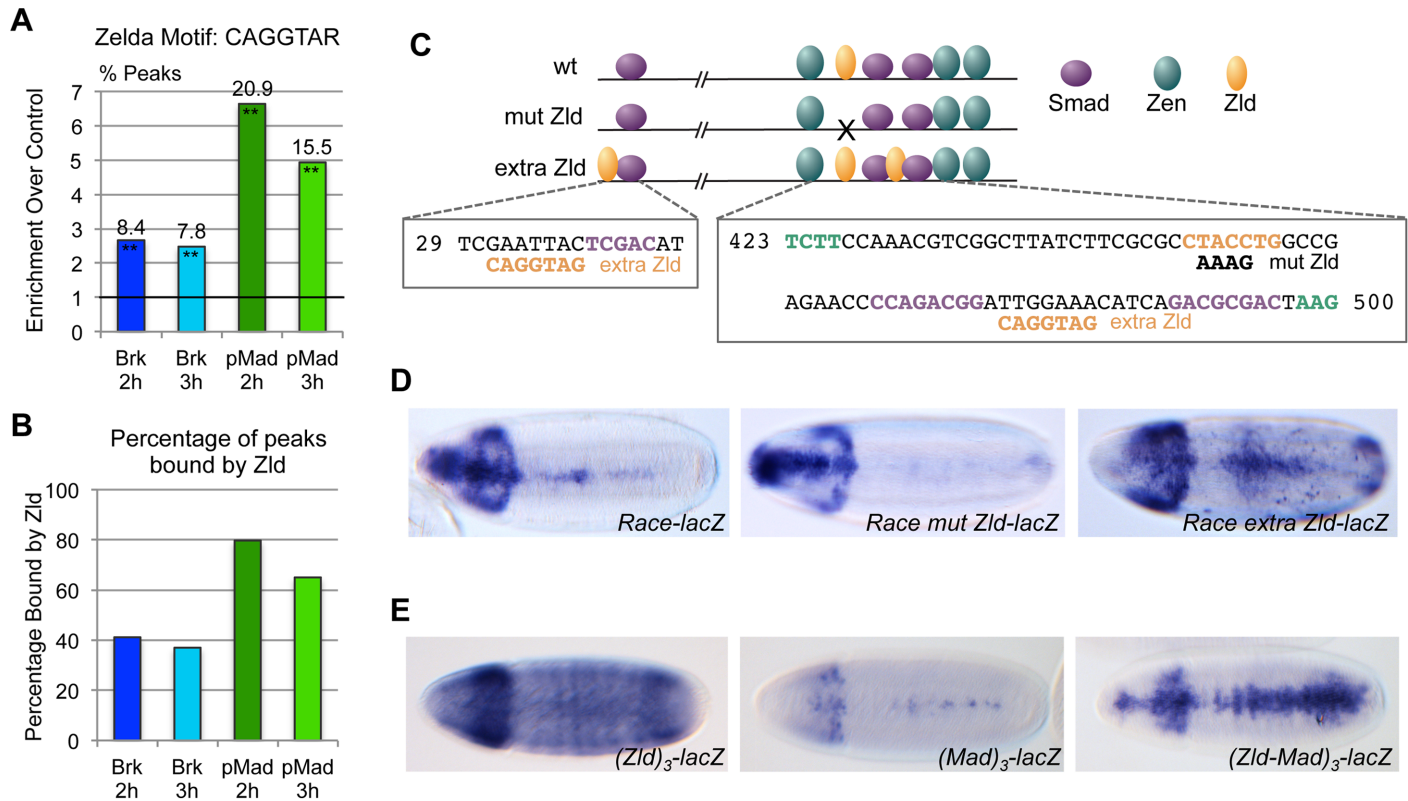 A
Zelda Motif: CAGGTAR
% Peaks
Enrichment Over Control
7
6
5
4
3
2
1
0
8.4
**
7.8
**
20.9
**
15.5
**
Brk 2h
Brk 3h
pMad 2h
pMad 3h
B
Percentage of peaks
bound by Zld
Percentage Bound by Zld
100
80
60
40
20
0
Brk 2h
Brk 3h
pMad 2h
pMad 3h
C
wt
mut Zld
X
extra Zld
Smad
Zen
Zld
29 TCGAATTACTCGACAT
CAGGTAG extra Zld
423 TCTTCCAAACGTCGGCTTATCTTCGCGCCTACCTGGCCG
AAAG mut Zld
AGAACCCCAGACGGATTGGAAACATCAGACGCGACTAAG 500
CAGGTAG extra Zld
D
Race-lacZ
Race mut Zld-lacZ
Race extra Zld-lacZ
E
(Zld)3-lacZ
(Mad)3-lacZ
(Zld-Mad)3-lacZ